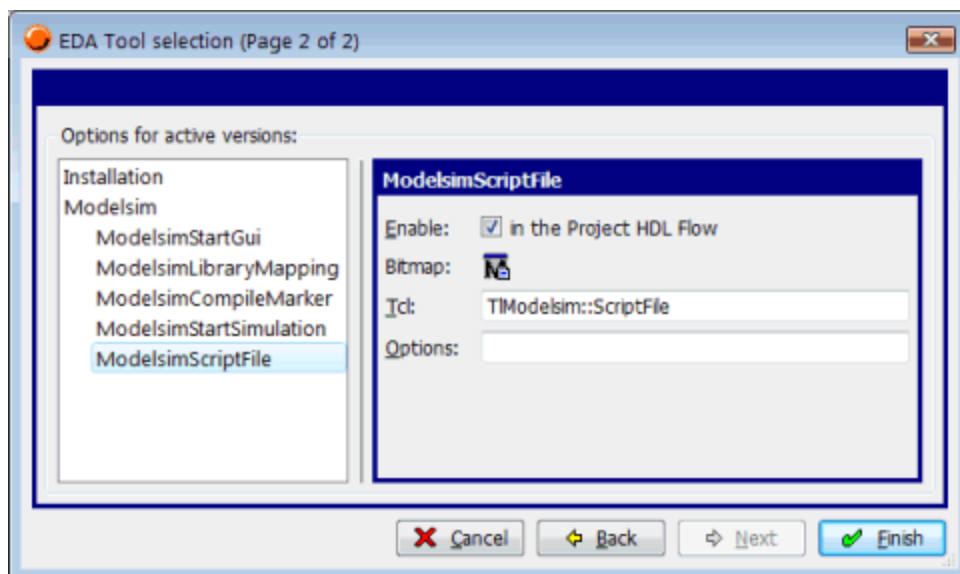 EDA Tool selection (Page 2 of 2)
Options for active versions:
Installation
Modelsim
ModelsimStartGui
ModelsimLibraryMapping
ModelsimCompileMarker
ModelsimStartSimulation
ModelsimScriptFile
ModelsimScriptFile
Enable: in the Project HDL Flow
Bitmap:
Tcl: TlModelsim::ScriptFile
Options:
Cancel Back Next Finish